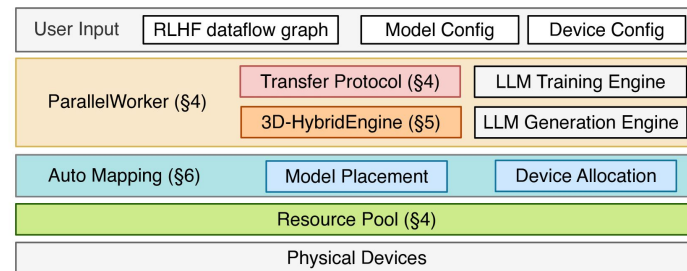 User Input RLHF dataflow graph Model Config Device Config
Transfer Protocol (§4) LLM Training Engine
ParallelWorker (§4)
3D-HybridEngine (§5) LLM Generation Engine
Auto Mapping (§6) Model Placement Device Allocation
Resource Pool (§4)
Physical Devices